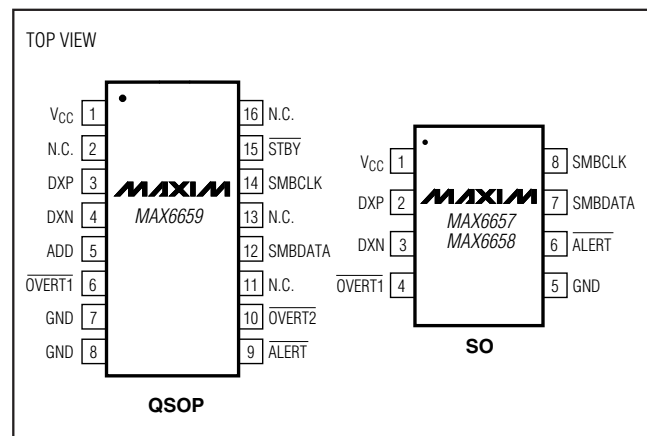 TOP VIEW
VCC 1
N.C. 2
DXP 3
DXN 4
ADD 5
OVERT1 6
GND 7
GND 8
MAXIM
MAX6659
16 N.C.
15 STBY
14 SMBCLK
13 N.C.
12 SMBDATA
11 N.C.
10 OVERT2
9 ALERT
QSOP
VCC 1
DXP 2
DXN 3
OVERT1 4
MAXIM
MAX6657
MAX6658
8 SMBCLK
7 SMBDATA
6 ALERT
5 GND
SO